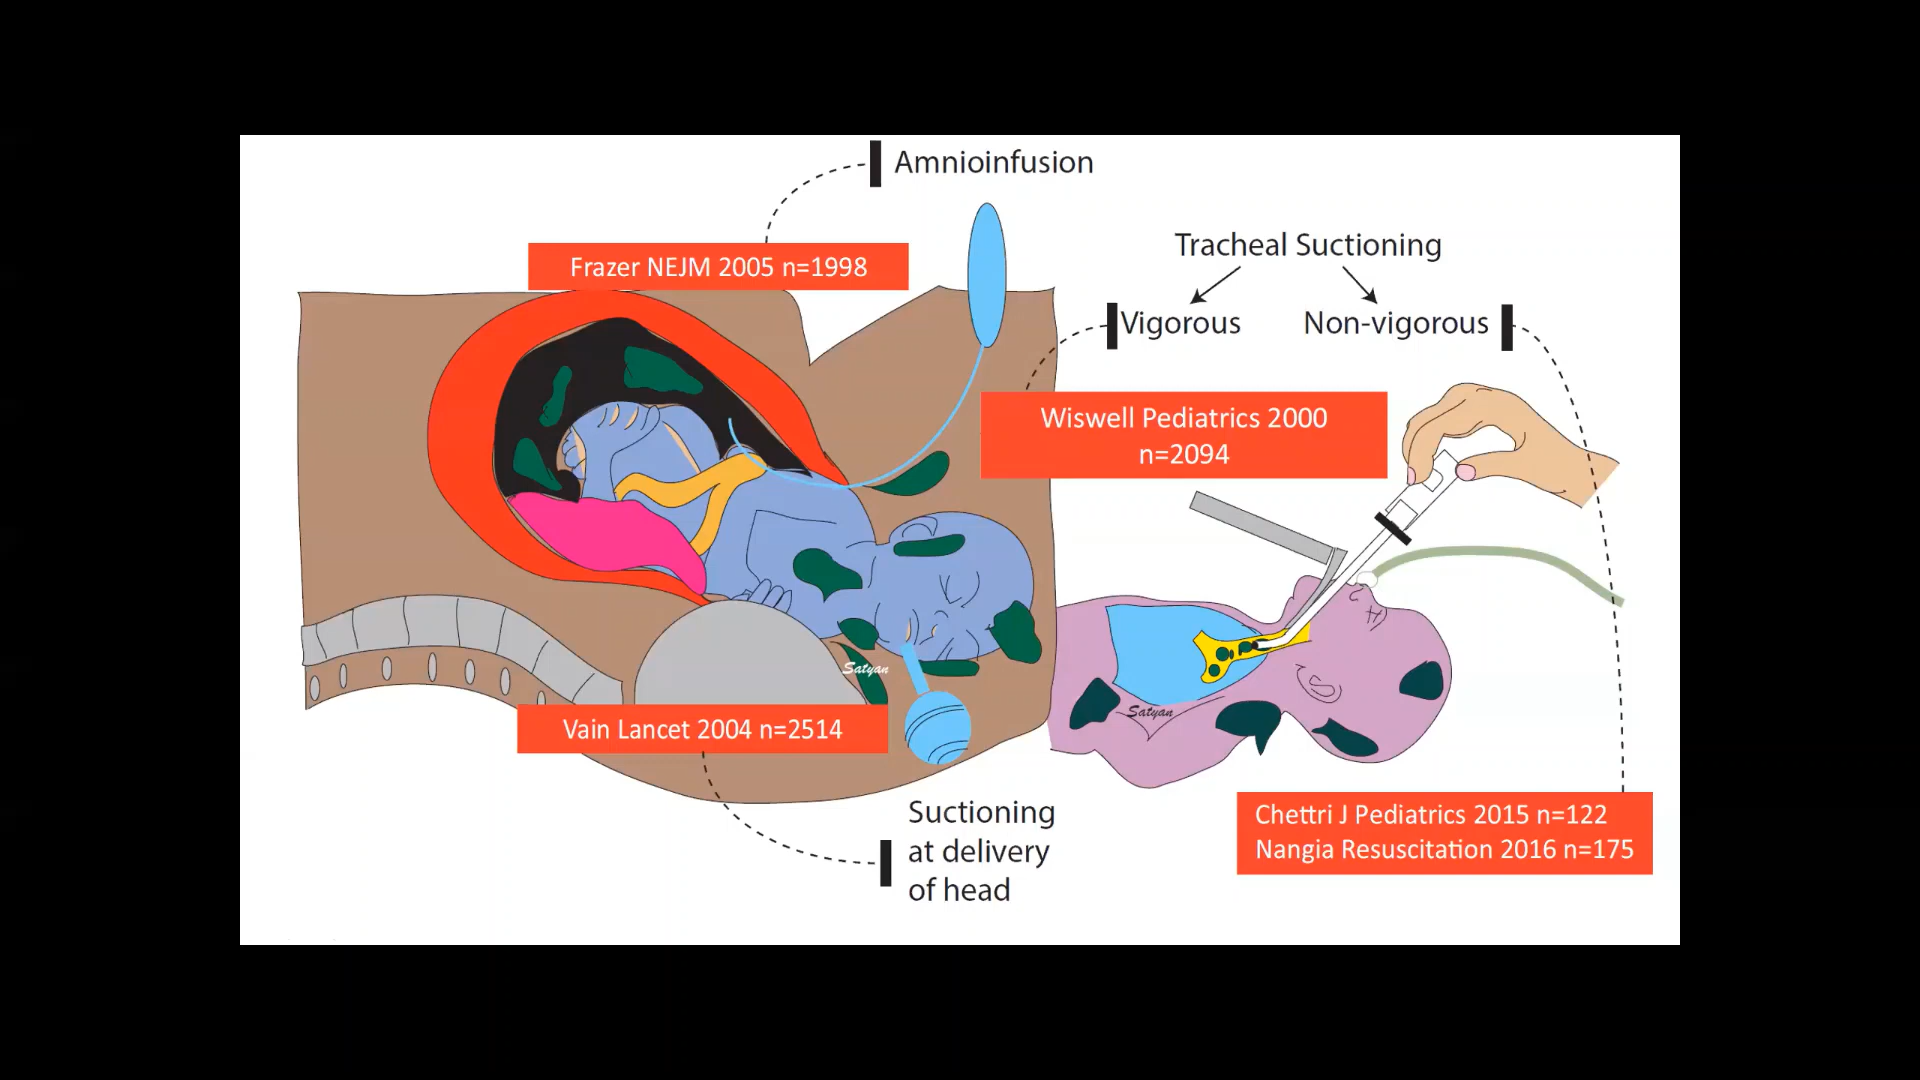 Amnioinfusion
Frazer NEJM 2005 n=1998
Tracheal Suctioning
Vigorous
Non-vigorous
Wiswell Pediatrics 2000
n=2094
Satyan
Satyan
Vain Lancet 2004 n=2514
Suctioning
at delivery
of head
Chettri J Pediatrics 2015 n=122
Nangia Resuscitation 2016 n=175